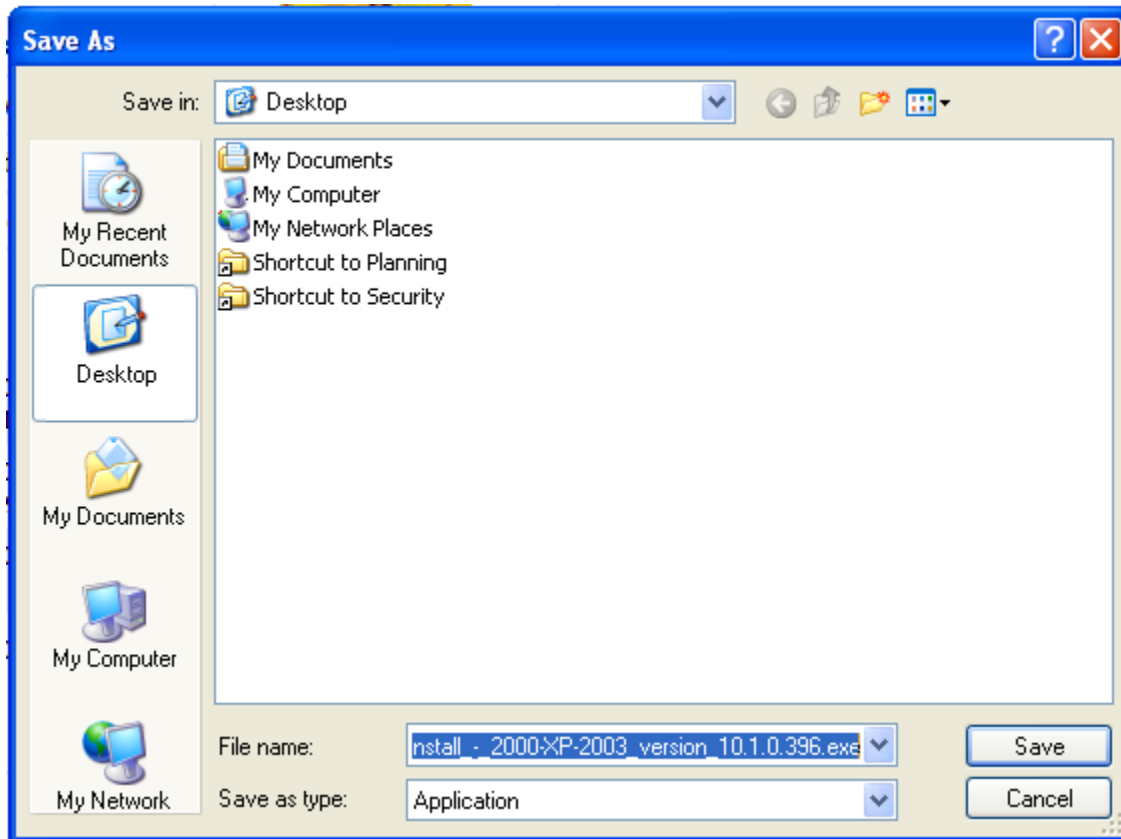 Save As
Save in:
Desktop
My Recent
Documents
Desktop
My Documents
My Computer
My Network
My Documents
My Computer
My Network Places
Shortcut to Planning
Shortcut to Security
File name:
nstall_-_2000-XP-2003_version_10.1.0.396.exe
Save
Save as type:
Application
Cancel